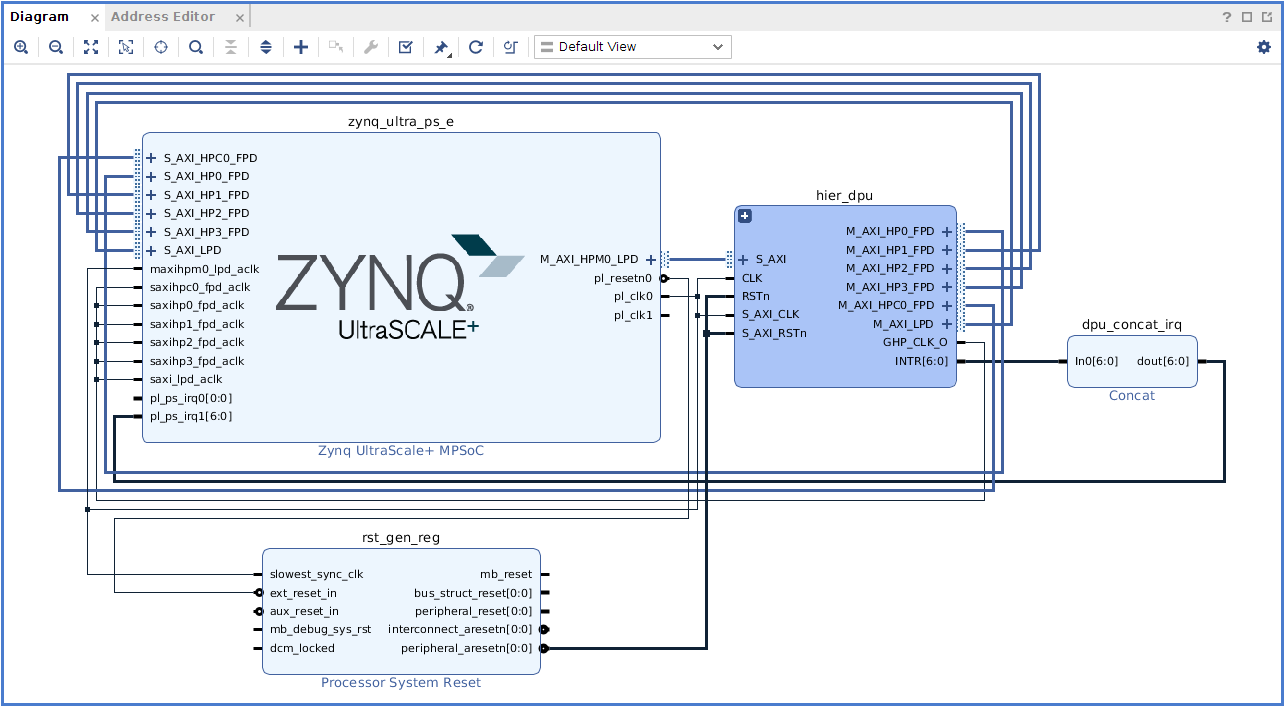 Diagram
Address Editor
Default View
zynq_ultra_ps_e
S_AXI_HPC0_FPD
S_AXI_HP0_FPD
S_AXI_HP1_FPD
S_AXI_HP2_FPD
S_AXI_HP3_FPD
S_AXI_LPD
maxihpm0_lpd_aclk
saxihpc0_fpd_aclk
saxihp0_fpd_aclk
saxihp1_fpd_aclk
saxihp2_fpd_aclk
saxihp3_fpd_aclk
saxi_lpd_aclk
pl_ps_irq0[0:0]
pl_ps_irq1[6:0]
ZYNQ®
UltraSCALE+
M_AXI_HPM0_LPD
pl_resetn0
pl_clk0
pl_clk1
Zynq UltraScale+ MPSoC
hier_dpu
S_AXI
CLK
RSTn
S_AXI_CLK
S_AXI_RSTn
M_AXI_HP0_FPD
M_AXI_HP1_FPD
M_AXI_HP2_FPD
M_AXI_HP3_FPD
M_AXI_HPC0_FPD
M_AXI_LPD
GHP_CLK_O
INTR[6:0]
dpu_concat_irq
In0[6:0]
dout[6:0]
Concat
rst_gen_reg
slowest_sync_clk
ext_reset_in
aux_reset_in
mb_debug_sys_rst
dcm_locked
mb_reset
bus_struct_reset[0:0]
peripheral_reset[0:0]
interconnect_aresetn[0:0]
peripheral_aresetn[0:0]
Processor System Reset